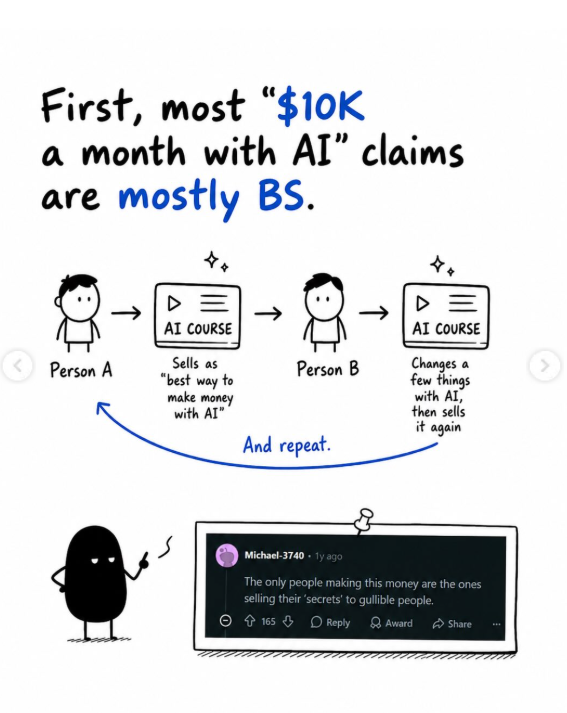 First, most “$10K
a month with AI” claims
are mostly BS.
AI COURSE
AI COURSE
Person A
Sells as
“best way to
make money
with AI”
Person B
Changes a
few things
with AI,
then sells
it again
And repeat.
Michael-3740 • 1y ago
The only people making this money are the ones
selling their 'secrets' to gullible people.
165 Reply Award Share ...